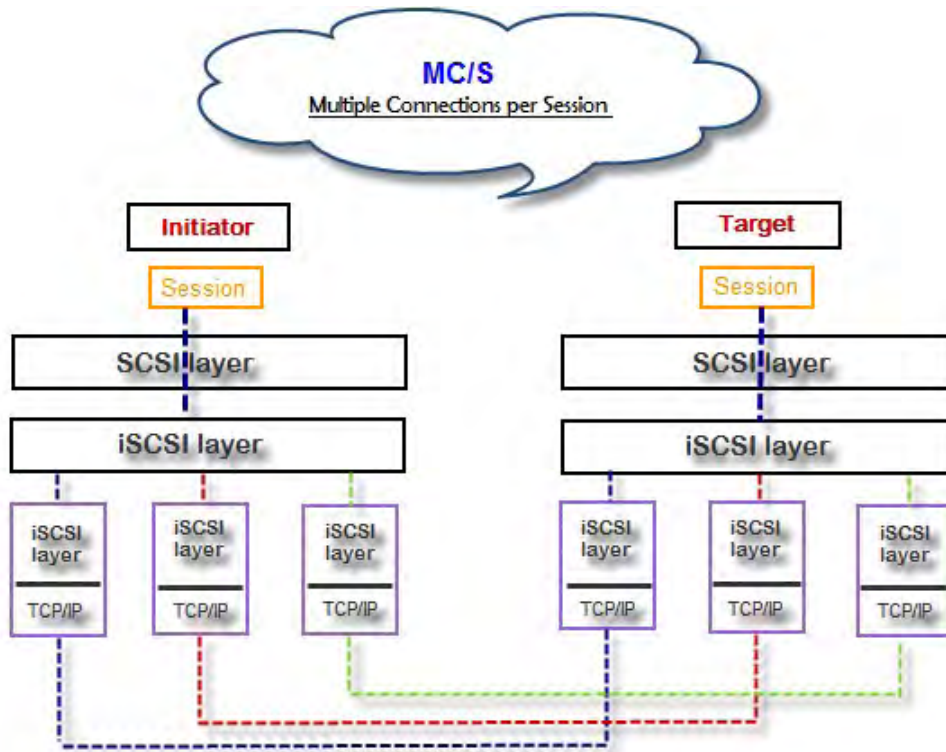 MC/S
Multiple Connections per Session
Initiator
Target
Session
Session
SCSI layer
SCSI layer
iSCSI layer
iSCSI layer
iSCSI
layer
TCP/IP
iSCSI
layer
TCP/IP
iSCSI
layer
TCP/IP
iSCSI
layer
TCP/IP
iSCSI
layer
TCP/IP
iSCSI
layer
TCP/IP